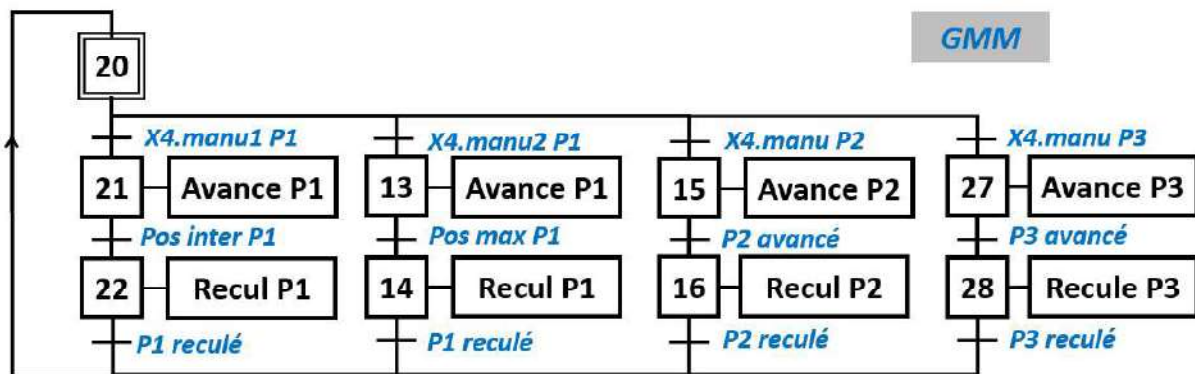 GMM
20
X4.manu1 P1
X4.manu2 P1
X4.manu P2
X4.manu P3
21 Avance P1
13 Avance P1
15 Avance P2
27 Avance P3
Pos inter P1
Pos max P1
P2 avancé
P3 avancé
22 Recul P1
14 Recul P1
16 Recul P2
28 Recule P3
P1 reculé
P1 reculé
P2 reculé
P3 reculé